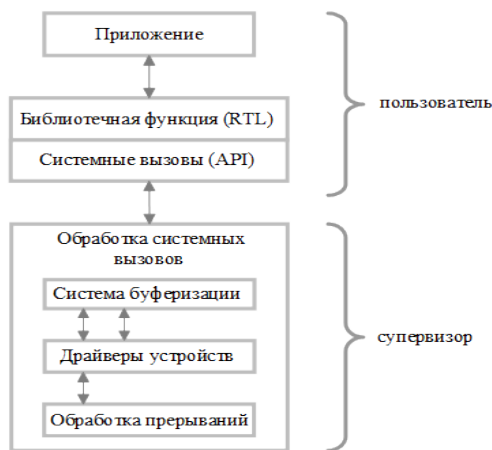 Приложение
Библиотечная функция (RTL)
Системные вызовы (API)
пользователь
Обработка системных
вызовов
Система буферизации
Драйверы устройств
Обработка прерываний
супервизор